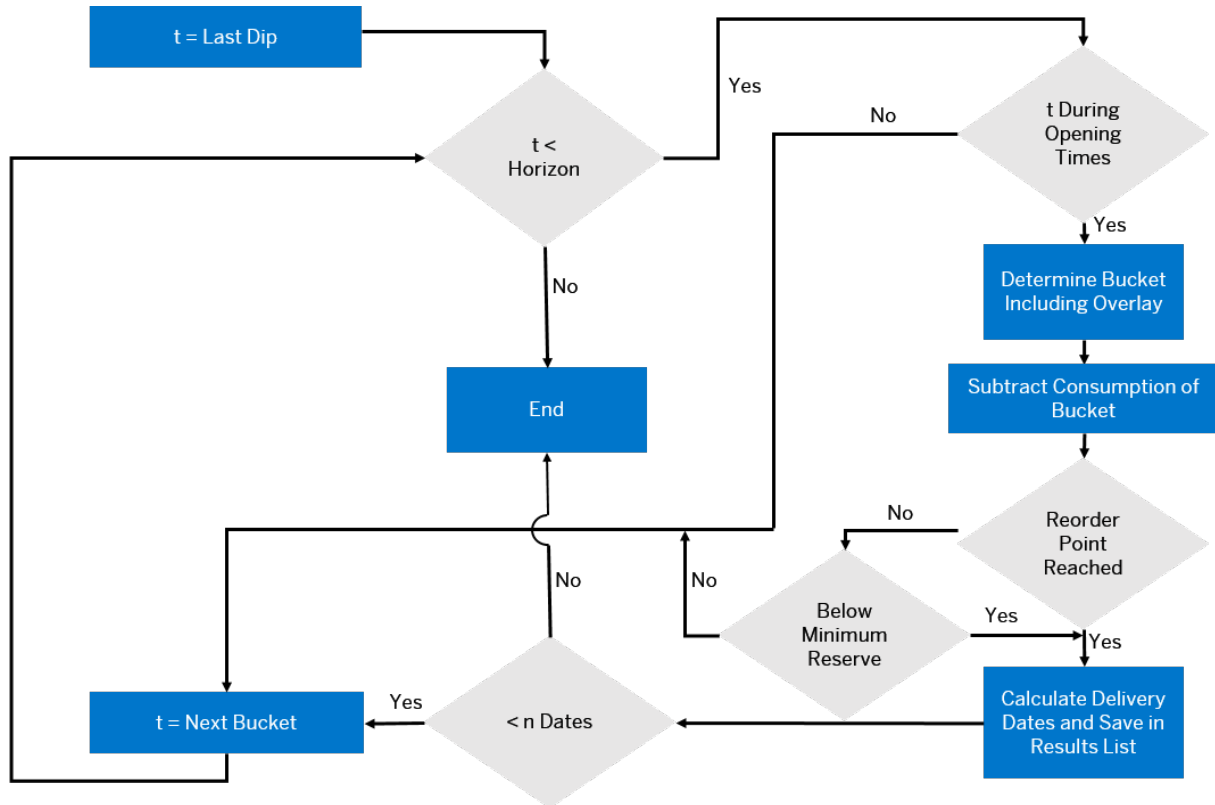 t = Last Dip
Yes
t <
Horizon
No
t During
Opening
Times
Yes
No
Determine Bucket
Including Overlay
End
Subtract Consumption of
Bucket
No
Reorder
Point
Reached
No
No
Below
Minimum
Reserve
Yes
Yes
t = Next Bucket
Yes
< n Dates
Calculate Delivery
Dates and Save in
Results List